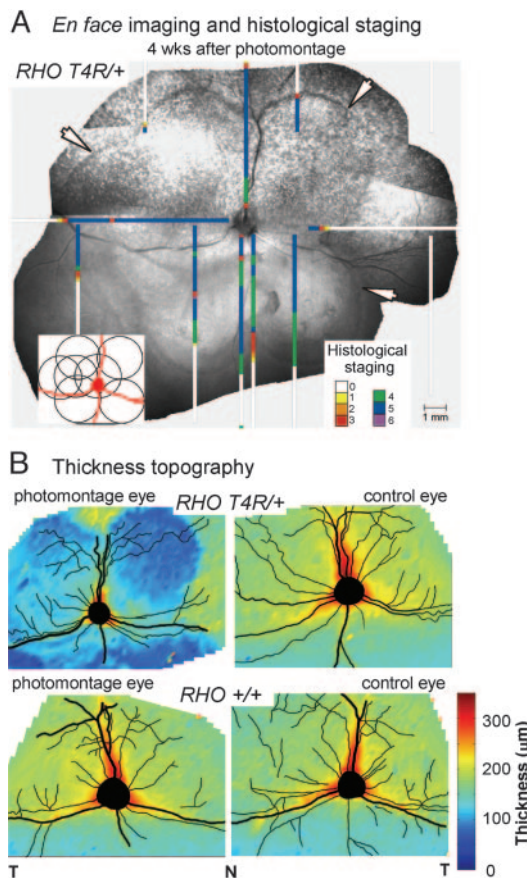 A En face imaging and histological staging
4 wks after photomontage
RHO T4R/+
Histological
staging
0 4
1 5
2 6
3
1 mm
B Thickness topography
photomontage eye RHO T4R/+ control eye
photomontage eye RHO +/+ control eye
300
200
100
0
Thickness (μm)
T N T